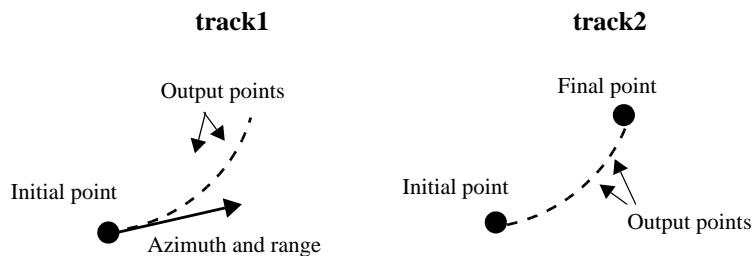 track1
Output points
Initial point
Azimuth and range
track2
Final point
Initial point
Output points